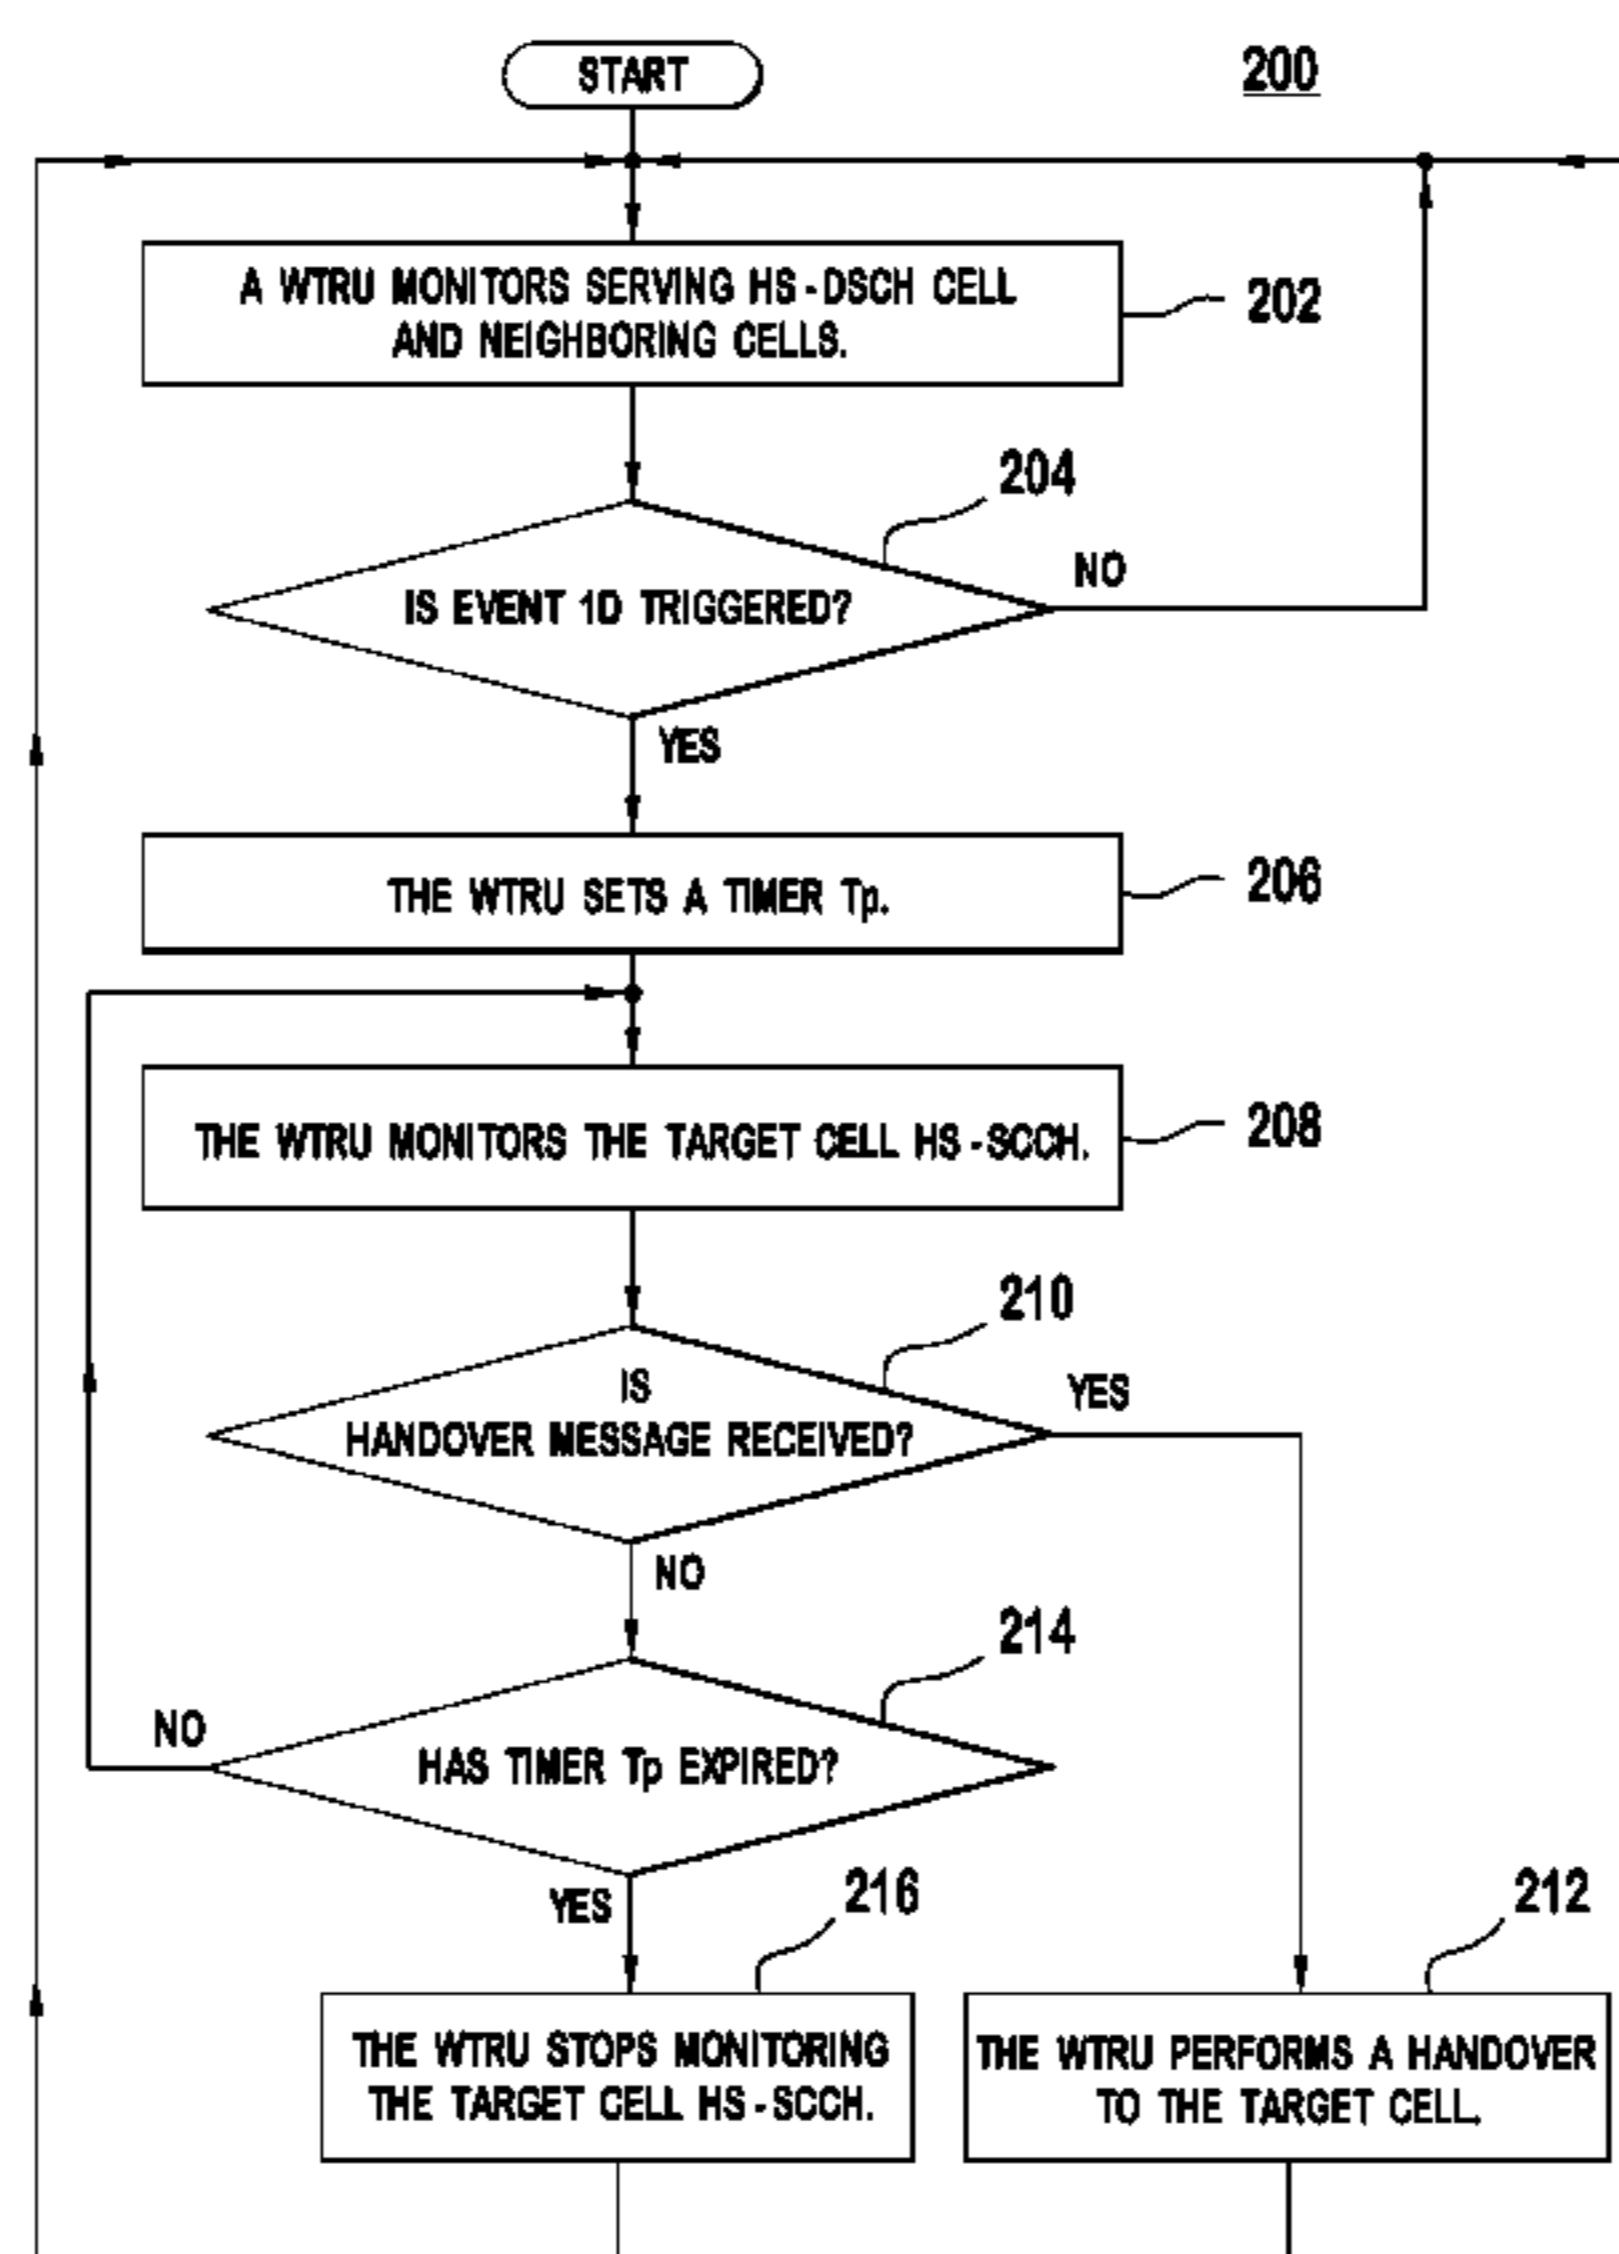 START
200
A WTRU MONITORS SERVING HS-DSCH CELL
AND NEIGHBORING CELLS.
202
204
IS EVENT 1D TRIGGERED?
NO
YES
THE WTRU SETS A TIMER Tp.
206
THE WTRU MONITORS THE TARGET CELL HS-SCCH.
208
210
IS
HANDOVER MESSAGE RECEIVED?
YES
NO
214
HAS TIMER Tp EXPIRED?
NO
YES
216
THE WTRU STOPS MONITORING
THE TARGET CELL HS-SCCH.
212
THE WTRU PERFORMS A HANDOVER
TO THE TARGET CELL.